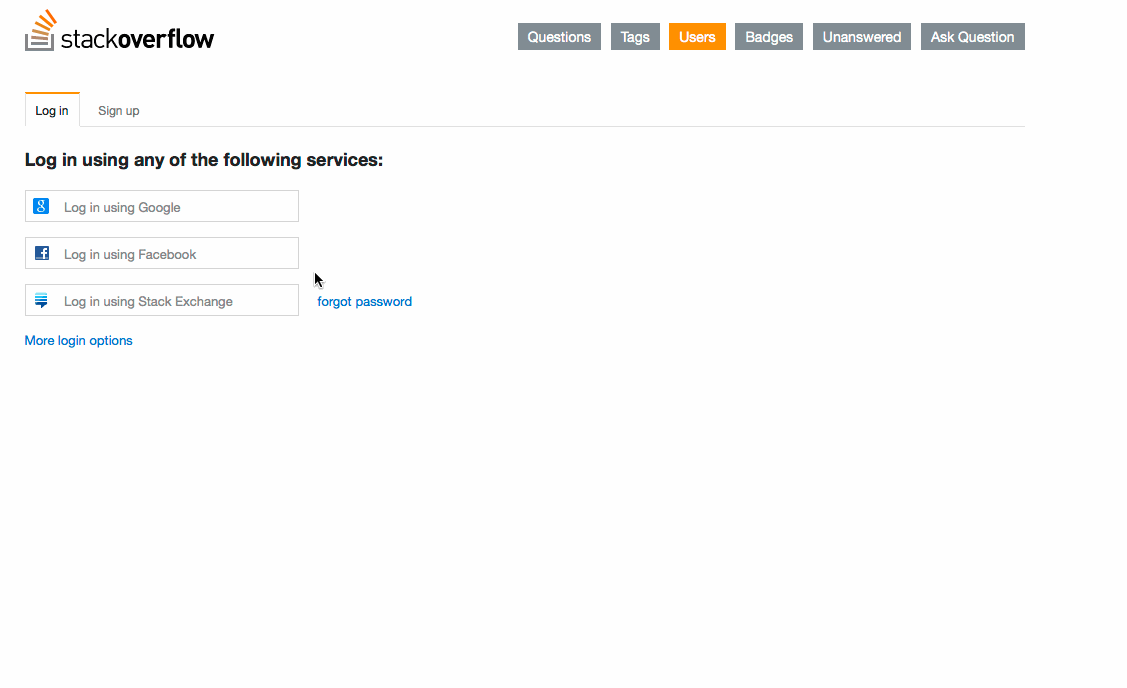 stackoverflow
Questions Tags Users Badges Unanswered Ask Question
Log in Sign up
Log in using any of the following services:
Log in using Google
Log in using Facebook
Log in using Stack Exchange forgot password
More login options